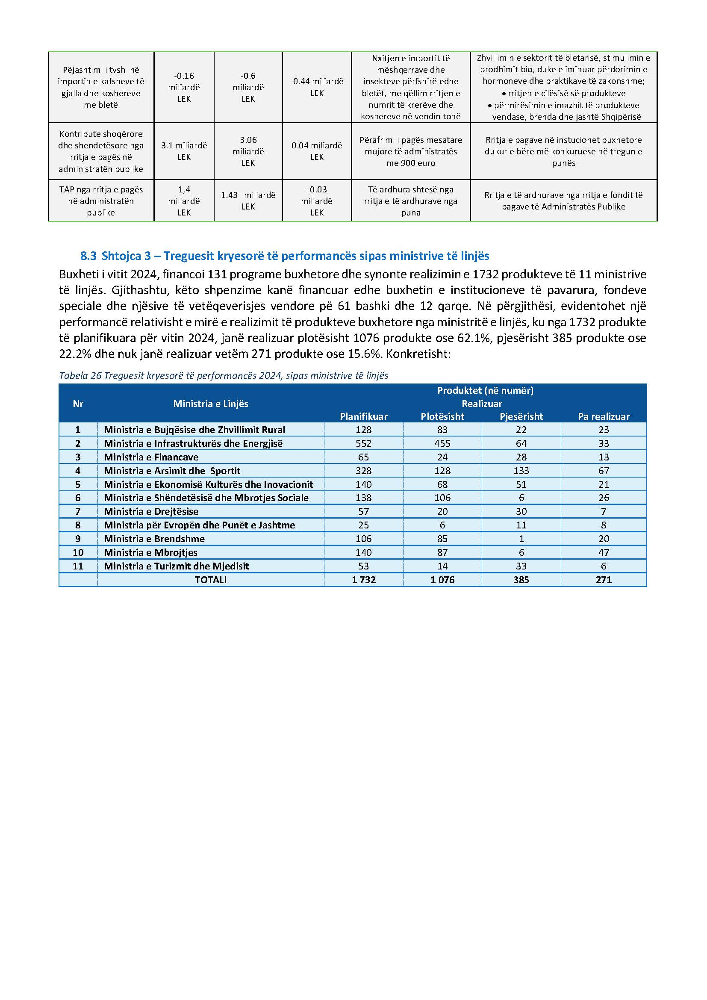 Pëjashtimi i tvsh në
importin e kafsheve të
gjalla dhe koshereve
me bletë
-0.16
miliardë
LEK
-0.6
miliardë
LEK
-0.44 miliardë
LEK
Nxitjen e importit të
mëshqerrave dhe
insekteve përfshirë edhe
bletët, me qëllim rritjen e
numrit të krerëve dhe
koshereve në vendin tonë
Zhvillimin e sektorit të bletarisë, stimulimin e
prodhimit bio, duke eliminuar përdorimin e
hormoneve dhe praktikave të zakonshme;
• rritjen e cilësisë së produkteve
• përmirësimin e imazhit të produkteve
vendase, brenda dhe jashtë Shqipërisë
Kontribute shoqërore
dhe shendetësore nga
rritja e pagës në
administratën publike
3.1 miliardë
LEK
3.06
miliardë
LEK
0.04 miliardë
LEK
Përafrimi i pagës mesatare
mujore të administratës
me 900 euro
Rritja e pagave në instucionet buxhetore
dukur e bëre më konkuruese në tregun e
punës
TAP nga rritja e pagës
në administratën
publike
1,4
miliardë
LEK
1.43 miliardë
LEK
-0.03
miliardë
LEK
Të ardhura shtesë nga
rritja e të ardhurave nga
puna
Rritja e të ardhurave nga rritja e fondit të
pagave të Administratës Publike
8.3 Shtojca 3 – Treguesit kryesorë të performancës sipas ministrive të linjës
Buxheti i vitit 2024, financoi 131 programe buxhetore dhe synonte realizimin e 1732 produkteve të 11 ministrive
të linjës. Gjithashtu, këto shpenzime kanë financuar edhe buxhetin e institucioneve të pavarura, fondeve
speciale dhe njësive të vetëqeverisjes vendore pë 61 bashki dhe 12 qarqe. Në përgjithësi, evidentohet një
performancë relativisht e mirë e realizimit të produkteve buxhetore nga ministritë e linjës, ku nga 1732 produkte
të planifikuara për vitin 2024, janë realizuar plotësisht 1076 produkte ose 62.1%, pjesërisht 385 produkte ose
22.2% dhe nuk janë realizuar vetëm 271 produkte ose 15.6%. Konkretisht:
Tabela 26 Treguesit kryesorë të performancës 2024, sipas ministrive të linjës
Produktet (në numër)
Nr Ministria e Linjës Realizuar
Planifikuar Plotësisht Pjesërisht Pa realizuar
1 Ministria e Bujqësise dhe Zhvillimit Rural 128 83 22 23
2 Ministria e Infrastrukturës dhe Energjisë 552 455 64 33
3 Ministria e Financave 65 24 28 13
4 Ministria e Arsimit dhe Sportit 328 128 133 67
5 Ministria e Ekonomisë Kulturës dhe Inovacionit 140 68 51 21
6 Ministria e Shëndetësisë dhe Mbrotjes Sociale 138 106 6 26
7 Ministria e Drejtësise 57 20 30 7
8 Ministria për Evropën dhe Punët e Jashtme 25 6 11 8
9 Ministria e Brendshme 106 85 1 20
10 Ministria e Mbrojtjes 140 87 6 47
11 Ministria e Turizmit dhe Mjedisit 53 14 33 6
TOTALI 1 732 1 076 385 271